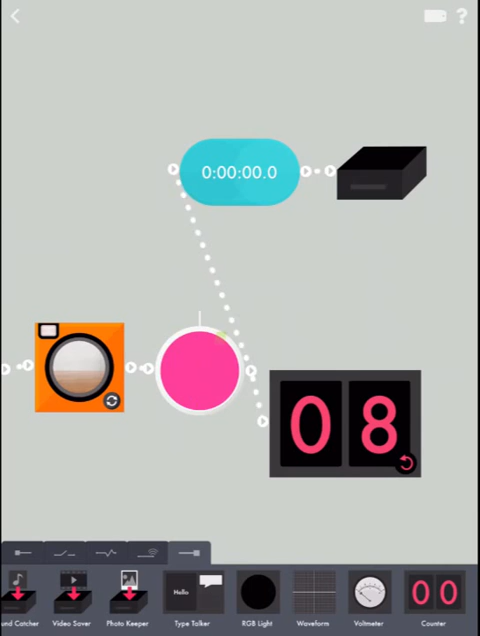 ?
0:00:00.0
08
Hello
und Catcher
Video Saver
Photo Keeper
Type Talker
RGB Light
Waveform
Voltmeter
00
Counter